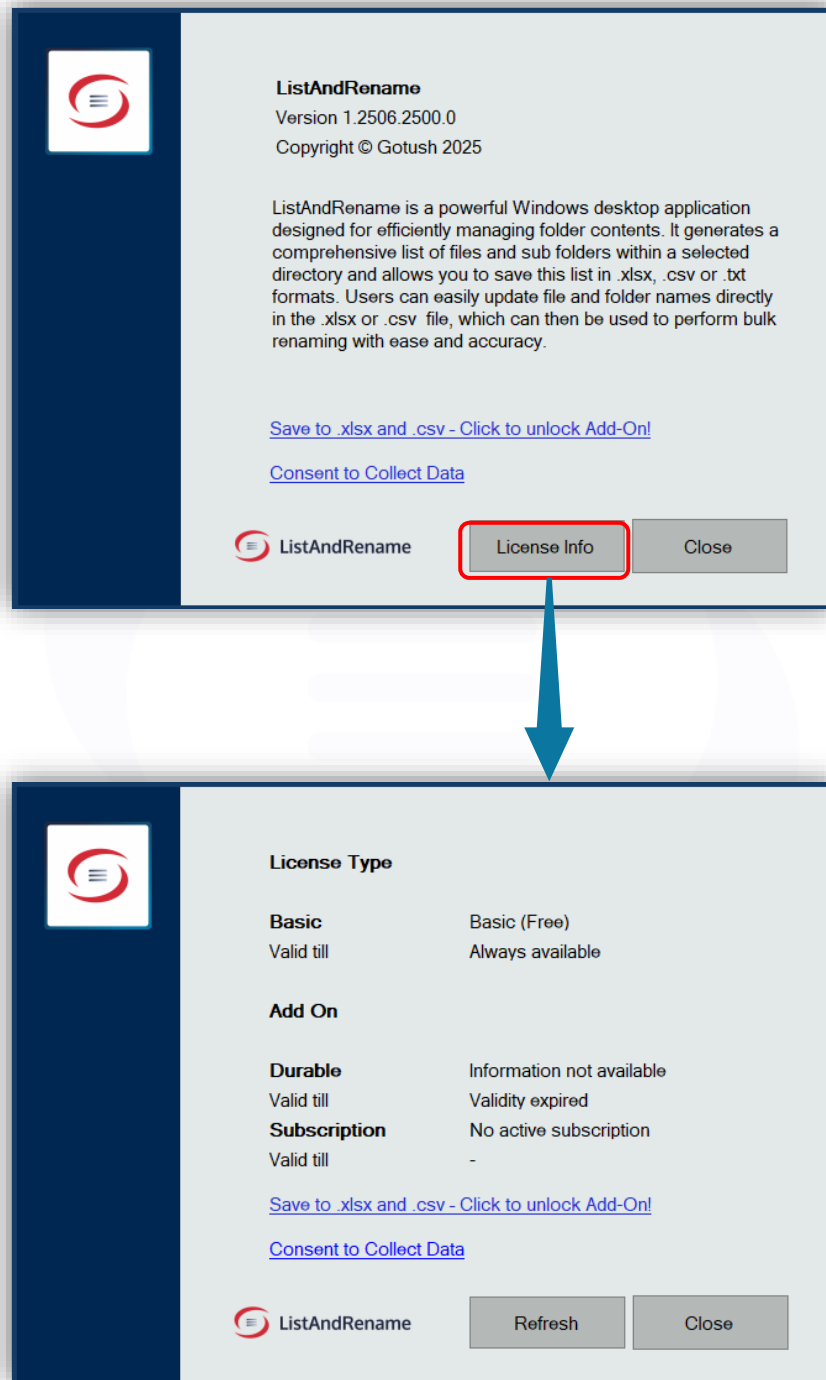 ListAndRename
Version 1.2506.2500.0
Copyright © Gotush 2025
ListAndRename is a powerful Windows desktop application
designed for efficiently managing folder contents. It generates a
comprehensive list of files and sub folders within a selected
directory and allows you to save this list in .xlsx, .csv or .txt
formats. Users can easily update file and folder names directly
in the .xlsx or .csv  file, which can then be used to perform bulk
renaming with ease and accuracy.
Save to .xlsx and .csv - Click to unlock Add-On!
Consent to Collect Data
ListAndRename License Info Close
License Type
Basic Basic (Free)
Valid till Always available
Add On
Durable Information not available
Valid till Validity expired
Subscription No active subscription
Valid till -
Save to .xlsx and .csv - Click to unlock Add-On!
Consent to Collect Data
ListAndRename Refresh Close